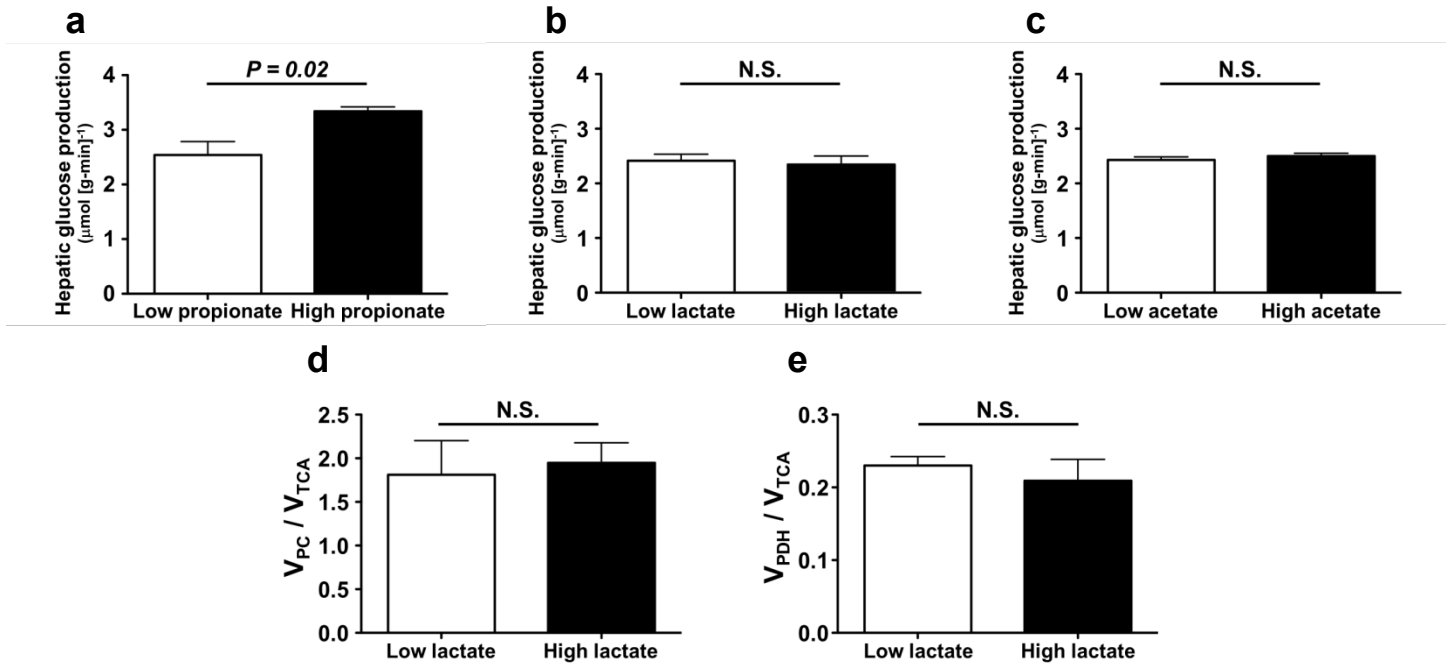 a
b
c
Hepatic glucose production
(μmol [g-min]⁻¹)
4
3
2
1
0
P = 0.02
Low propionate
High propionate
Hepatic glucose production
(μmol [g-min]⁻¹)
4
3
2
1
0
N.S.
Low lactate
High lactate
Hepatic glucose production
(μmol [g-min]⁻¹)
4
3
2
1
0
N.S.
Low acetate
High acetate
d
e
V_PC / V_TCA
2.5
2.0
1.5
1.0
0.5
0.0
N.S.
Low lactate
High lactate
V_PDH / V_TCA
0.3
0.2
0.1
0.0
N.S.
Low lactate
High lactate